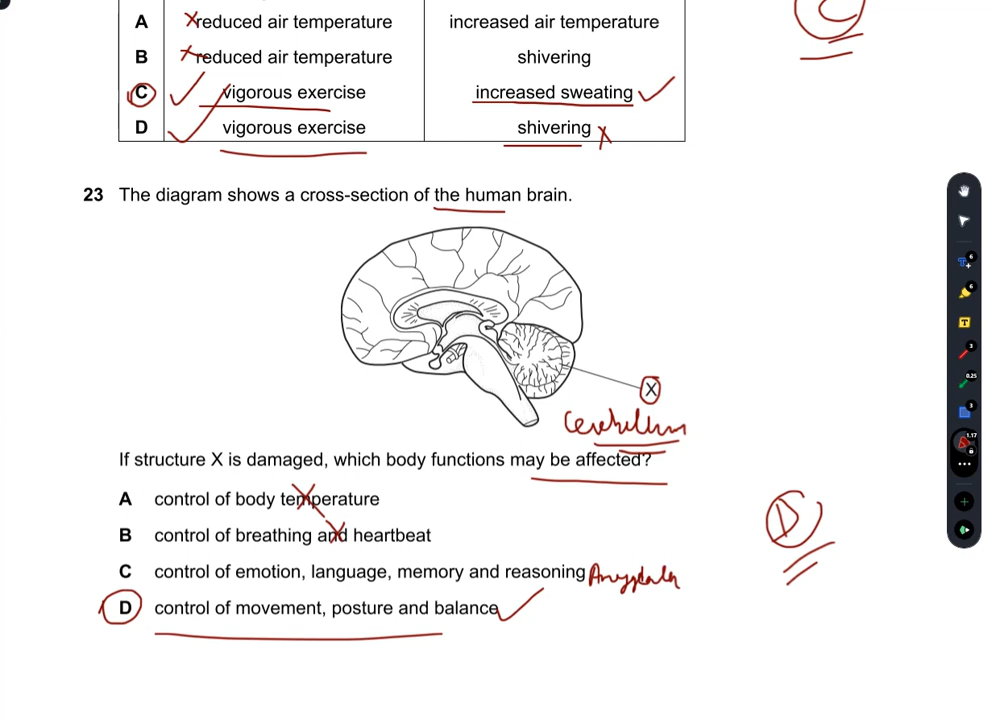 A reduced air temperature increased air temperature
B reduced air temperature shivering
C vigorous exercise increased sweating
D vigorous exercise shivering
23 The diagram shows a cross-section of the human brain.
X
Cerebellum
If structure X is damaged, which body functions may be affected?
A control of body temperature
B control of breathing and heartbeat
C control of emotion, language, memory and reasoning Amygdala
D control of movement, posture and balance
D